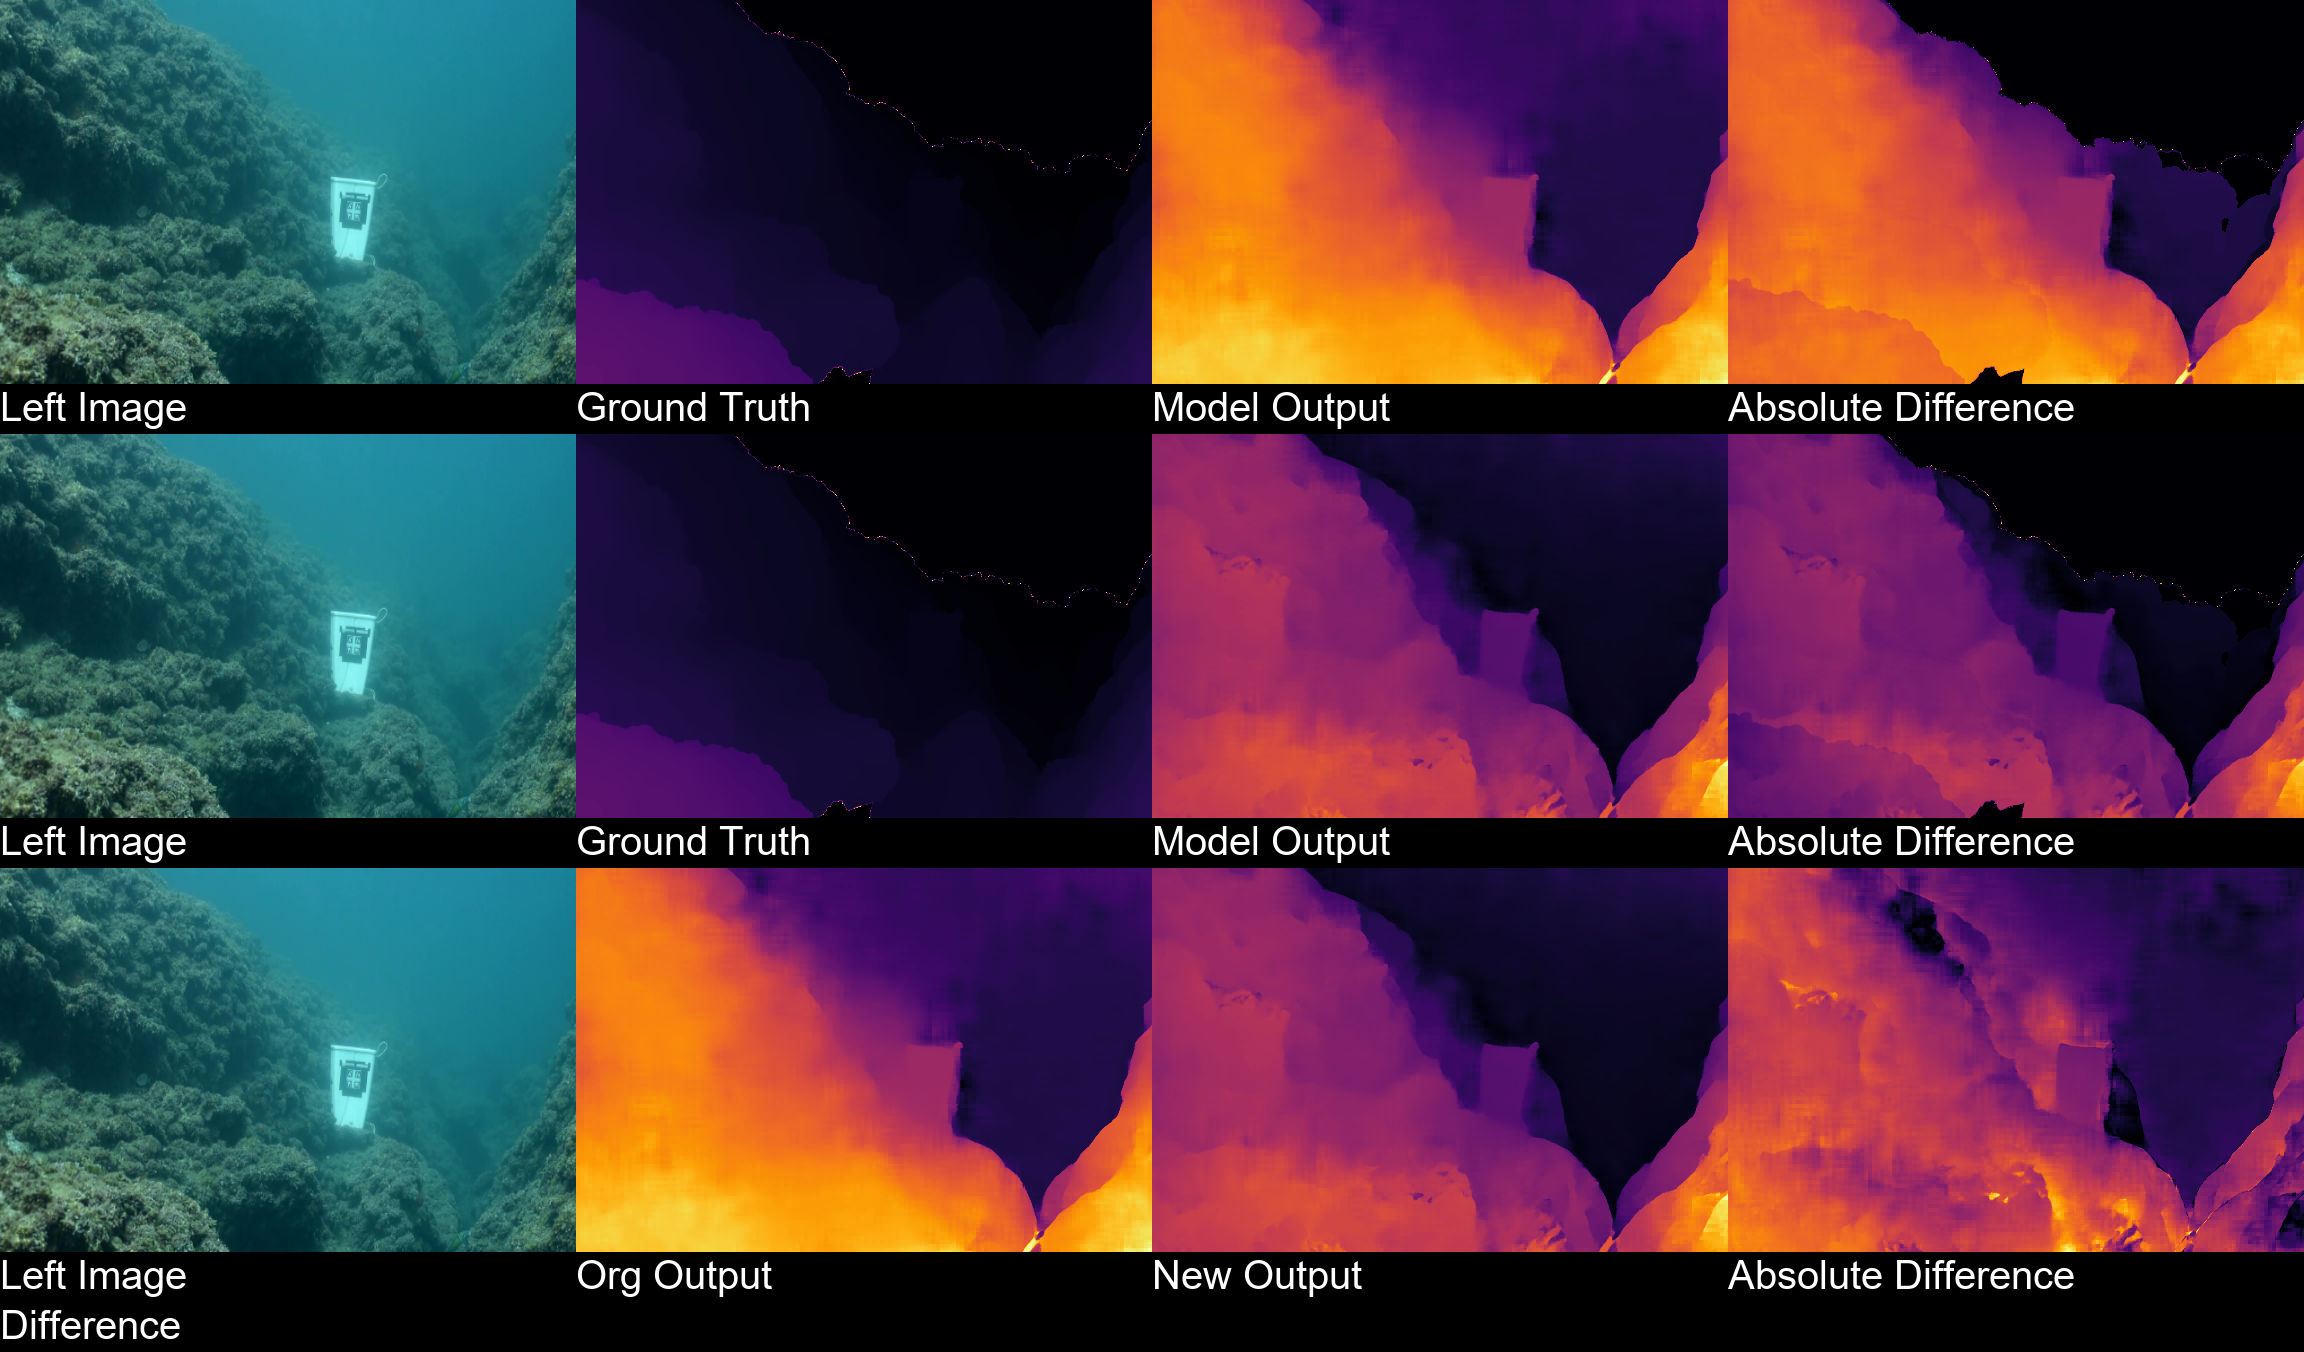 Left Image
Ground Truth
Model Output
Absolute Difference
Left Image
Ground Truth
Model Output
Absolute Difference
Left Image
Org Output
New Output
Absolute Difference
Difference